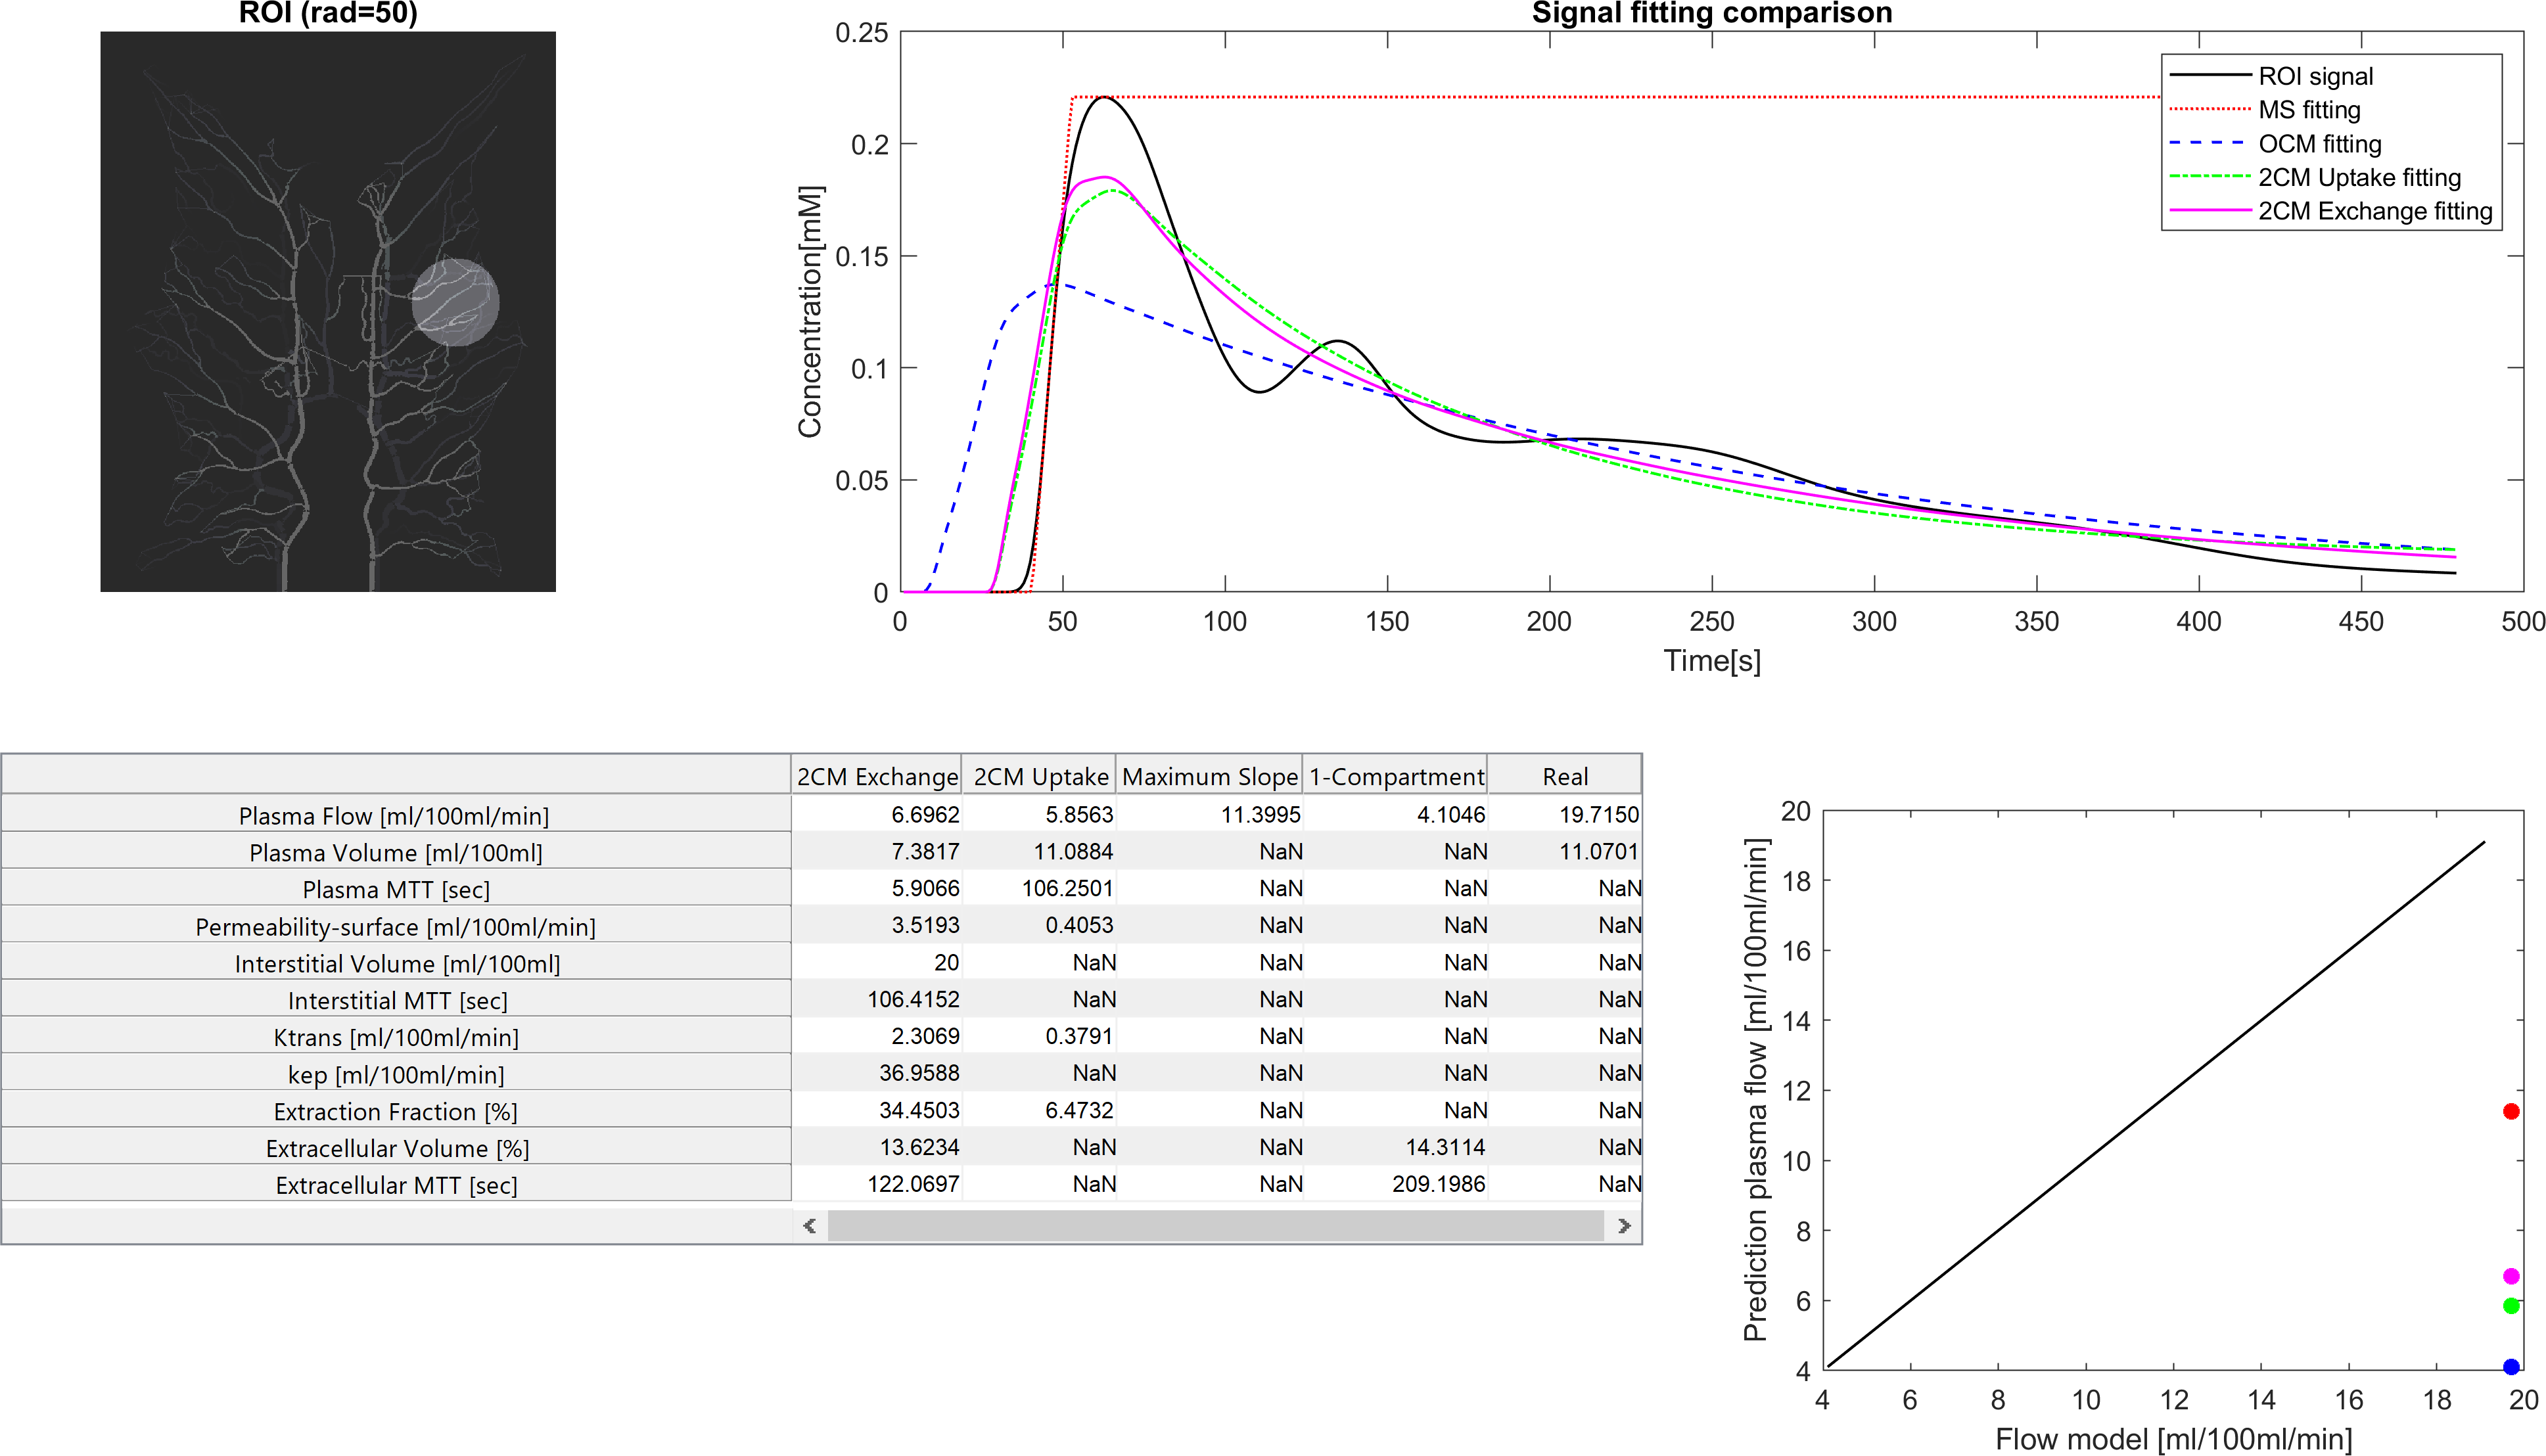 ROI (rad=50)
Signal fitting comparison
0.25
0.2
0.15
0.1
0.05
0
Concentration[mM]
0 50 100 150 200 250 300 350 400 450 500
Time[s]
ROI signal
MS fitting
OCM fitting
2CM Uptake fitting
2CM Exchange fitting
2CM Exchange 2CM Uptake Maximum Slope 1-Compartment Real
Plasma Flow [ml/100ml/min] 6.6962 5.8563 11.3995 4.1046 19.7150
Plasma Volume [ml/100ml] 7.3817 11.0884 NaN NaN 11.0701
Plasma MTT [sec] 5.9066 106.2501 NaN NaN NaN
Permeability-surface [ml/100ml/min] 3.5193 0.4053 NaN NaN NaN
Interstitial Volume [ml/100ml] 20 NaN NaN NaN NaN
Interstitial MTT [sec] 106.4152 NaN NaN NaN NaN
Ktrans [ml/100ml/min] 2.3069 0.3791 NaN NaN NaN
kep [ml/100ml/min] 36.9588 NaN NaN NaN NaN
Extraction Fraction [%] 34.4503 6.4732 NaN NaN NaN
Extracellular Volume [%] 13.6234 NaN NaN 14.3114 NaN
Extracellular MTT [sec] 122.0697 NaN NaN 209.1986 NaN
20
18
16
14
12
10
8
6
4
Prediction plasma flow [ml/100ml/min]
4 6 8 10 12 14 16 18 20
Flow model [ml/100ml/min]